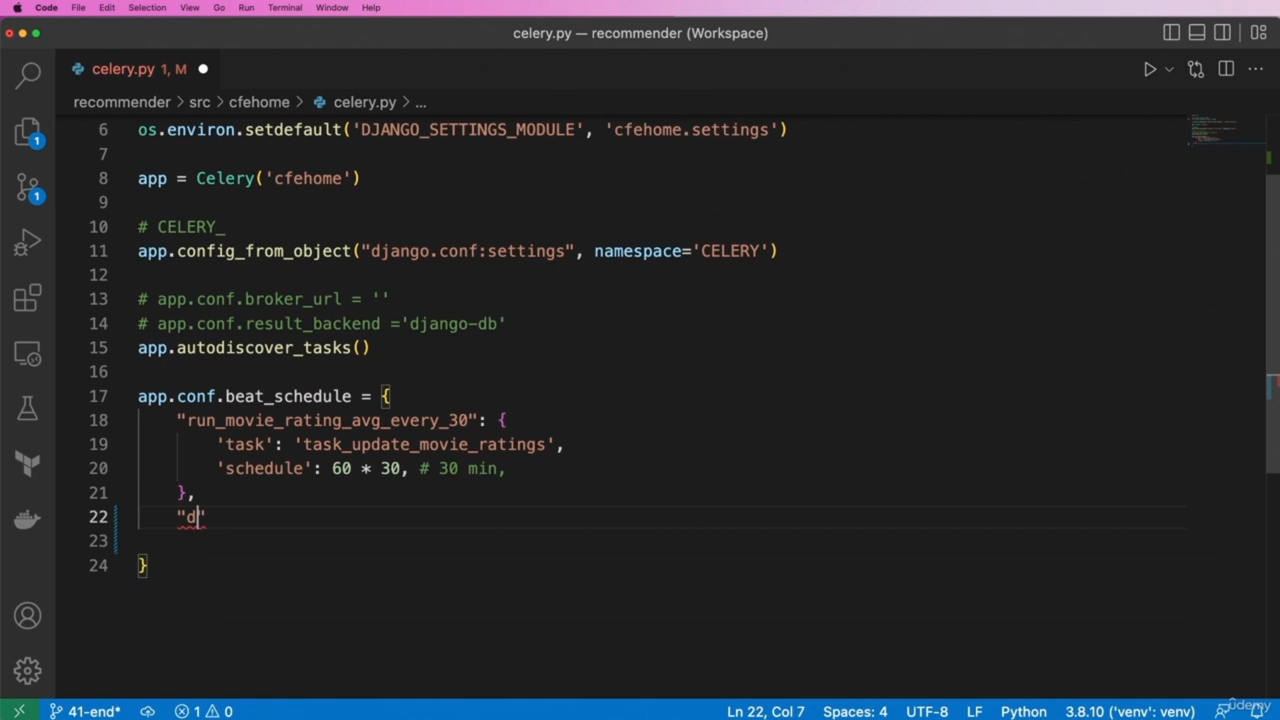 Code File Edit Selection View Go Run Terminal Window Help
celery.py — recommender (Workspace)
celery.py 1, M
recommender > src > cfehome > celery.py > ...
6 os.environ.setdefault('DJANGO_SETTINGS_MODULE', 'cfehome.settings')
7
8 app = Celery('cfehome')
9
10 # CELERY_
11 app.config_from_object("django.conf:settings", namespace='CELERY')
12
13 # app.conf.broker_url = ''
14 # app.conf.result_backend ='django-db'
15 app.autodiscover_tasks()
16
17 app.conf.beat_schedule = {
18 "run_movie_rating_avg_every_30": {
19 'task': 'task_update_movie_ratings',
20 'schedule': 60 * 30, # 30 min,
21 },
22 "d"
23
24 }
1
1
41-end* 1 0 Ln 22, Col 7 Spaces: 4 UTF-8 LF Python 3.8.10 ('venv': venv)
ûdemy